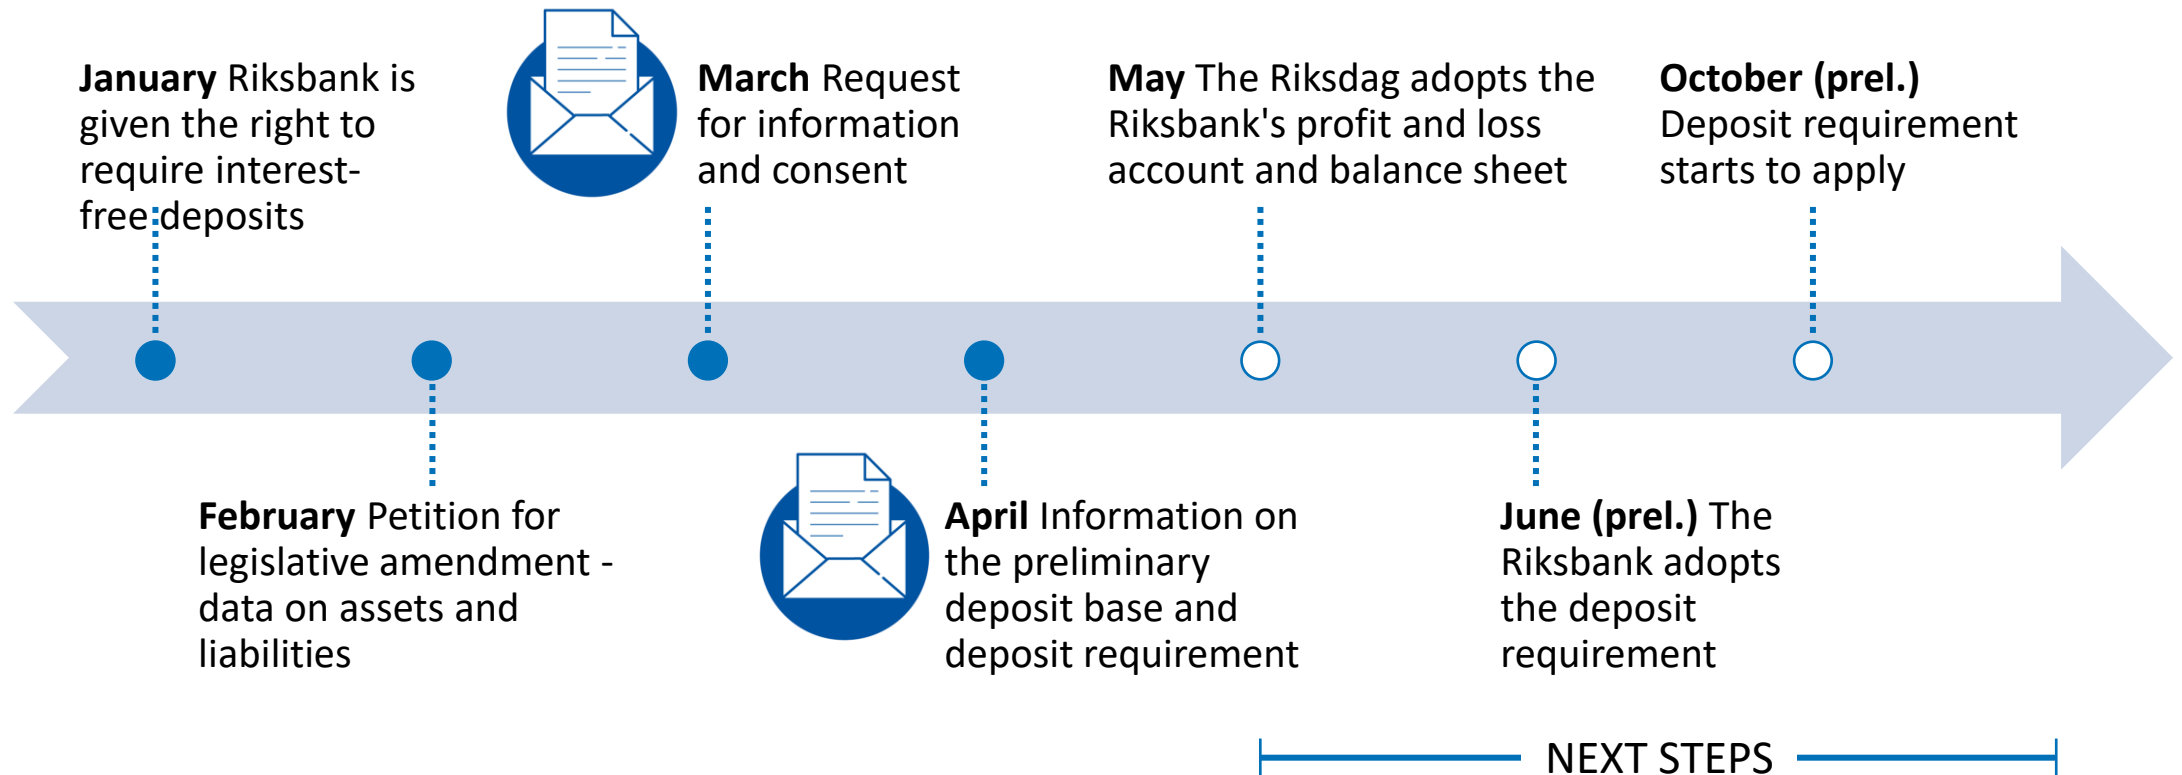 January Riksbank is
given the right to
require interest-
free deposits
March Request
for information
and consent
May The Riksdag adopts the
Riksbank's profit and loss
account and balance sheet
October (prel.)
Deposit requirement
starts to apply
February Petition for
legislative amendment -
data on assets and
liabilities
April Information on
the preliminary
deposit base and
deposit requirement
June (prel.) The
Riksbank adopts
the deposit
requirement
NEXT STEPS